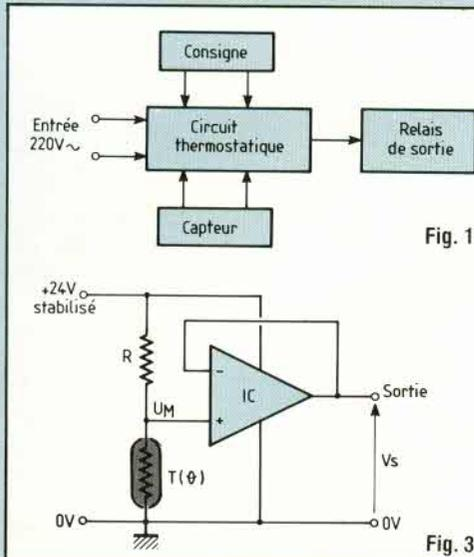 Consigne
Entrée
220V~
Circuit
thermostatique
Relais
de sortie
Capteur
Fig. 1
+24V
stabilisé
R
UM
T(θ)
-
+
IC
Sortie
Vs
0V
0V
Fig. 3